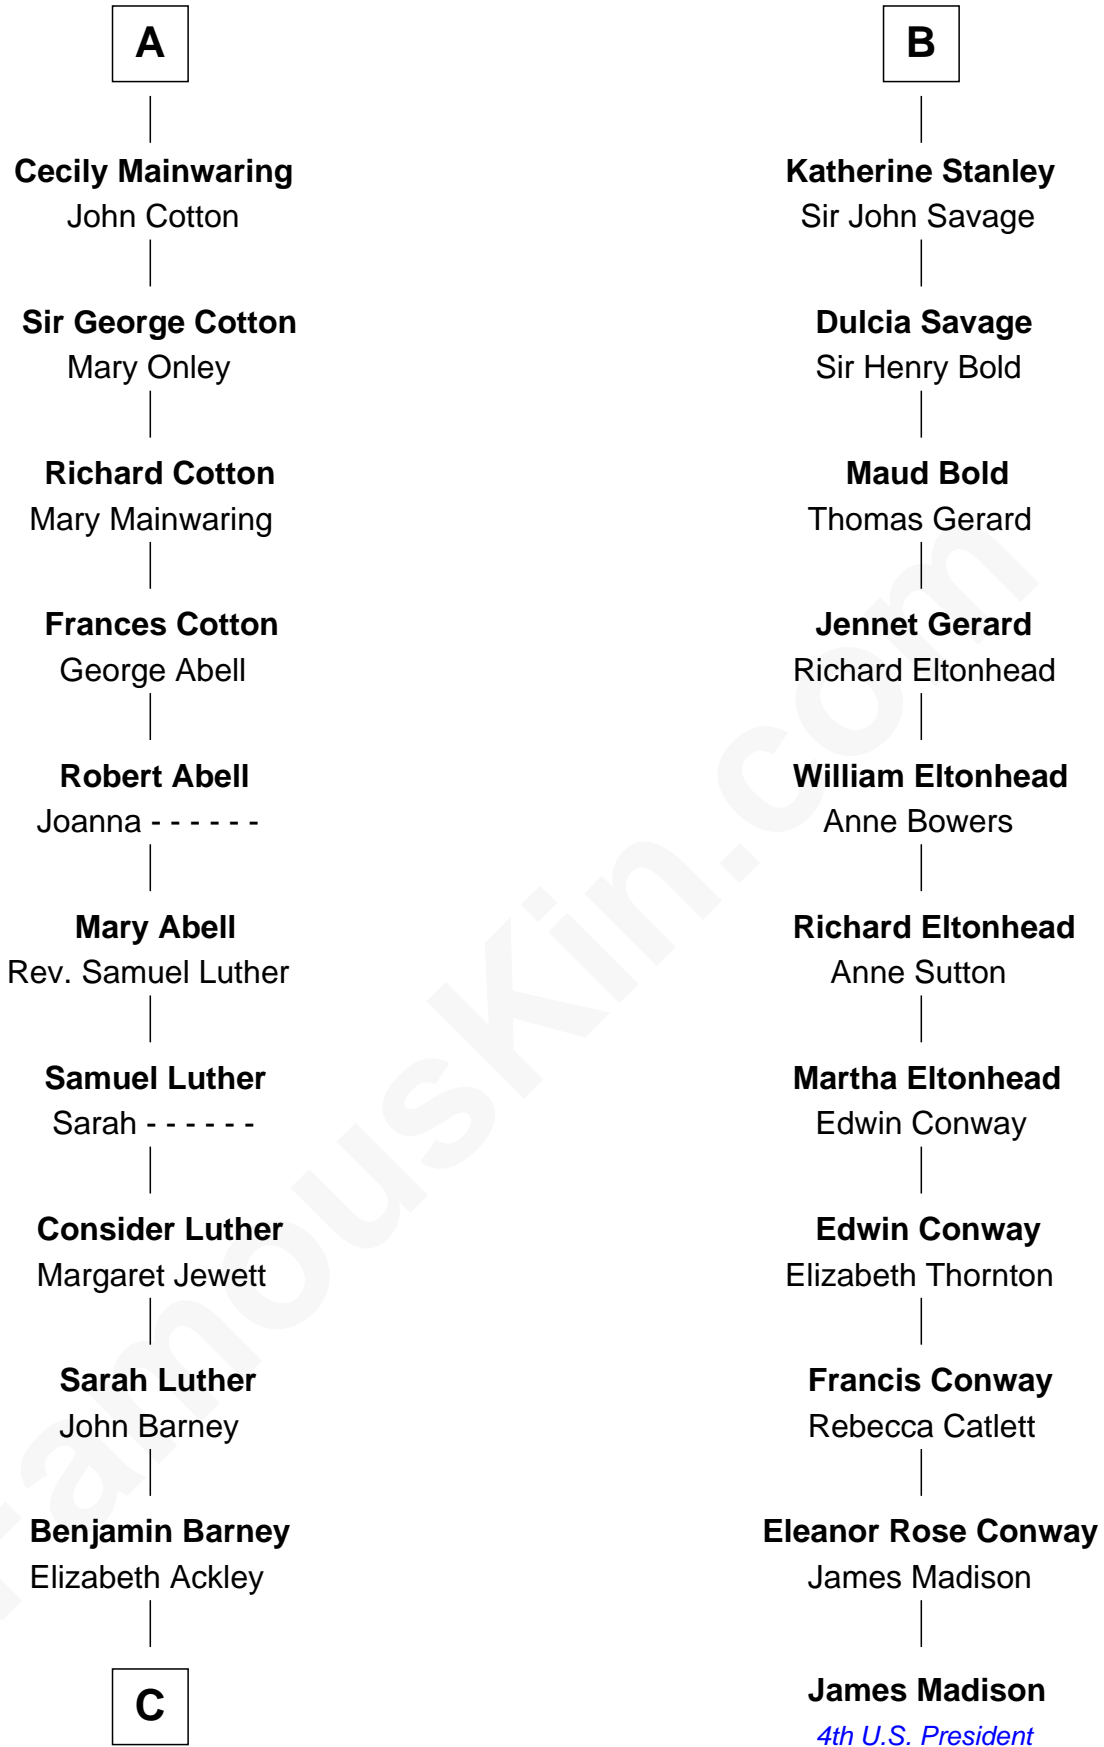 A
Cecily Mainwaring
John Cotton
Sir George Cotton
Mary Onley
Richard Cotton
Mary Mainwaring
Frances Cotton
George Abell
Robert Abell
Joanna - - - - - -
Mary Abell
Rev. Samuel Luther
Samuel Luther
Sarah - - - - - -
Consider Luther
Margaret Jewett
Sarah Luther
John Barney
Benjamin Barney
Elizabeth Ackley
C
B
Katherine Stanley
Sir John Savage
Dulcia Savage
Sir Henry Bold
Maud Bold
Thomas Gerard
Jennet Gerard
Richard Eltonhead
William Eltonhead
Anne Bowers
Richard Eltonhead
Anne Sutton
Martha Eltonhead
Edwin Conway
Edwin Conway
Elizabeth Thornton
Francis Conway
Rebecca Catlett
Eleanor Rose Conway
James Madison
James Madison
4th U.S. President
FamousKin.com